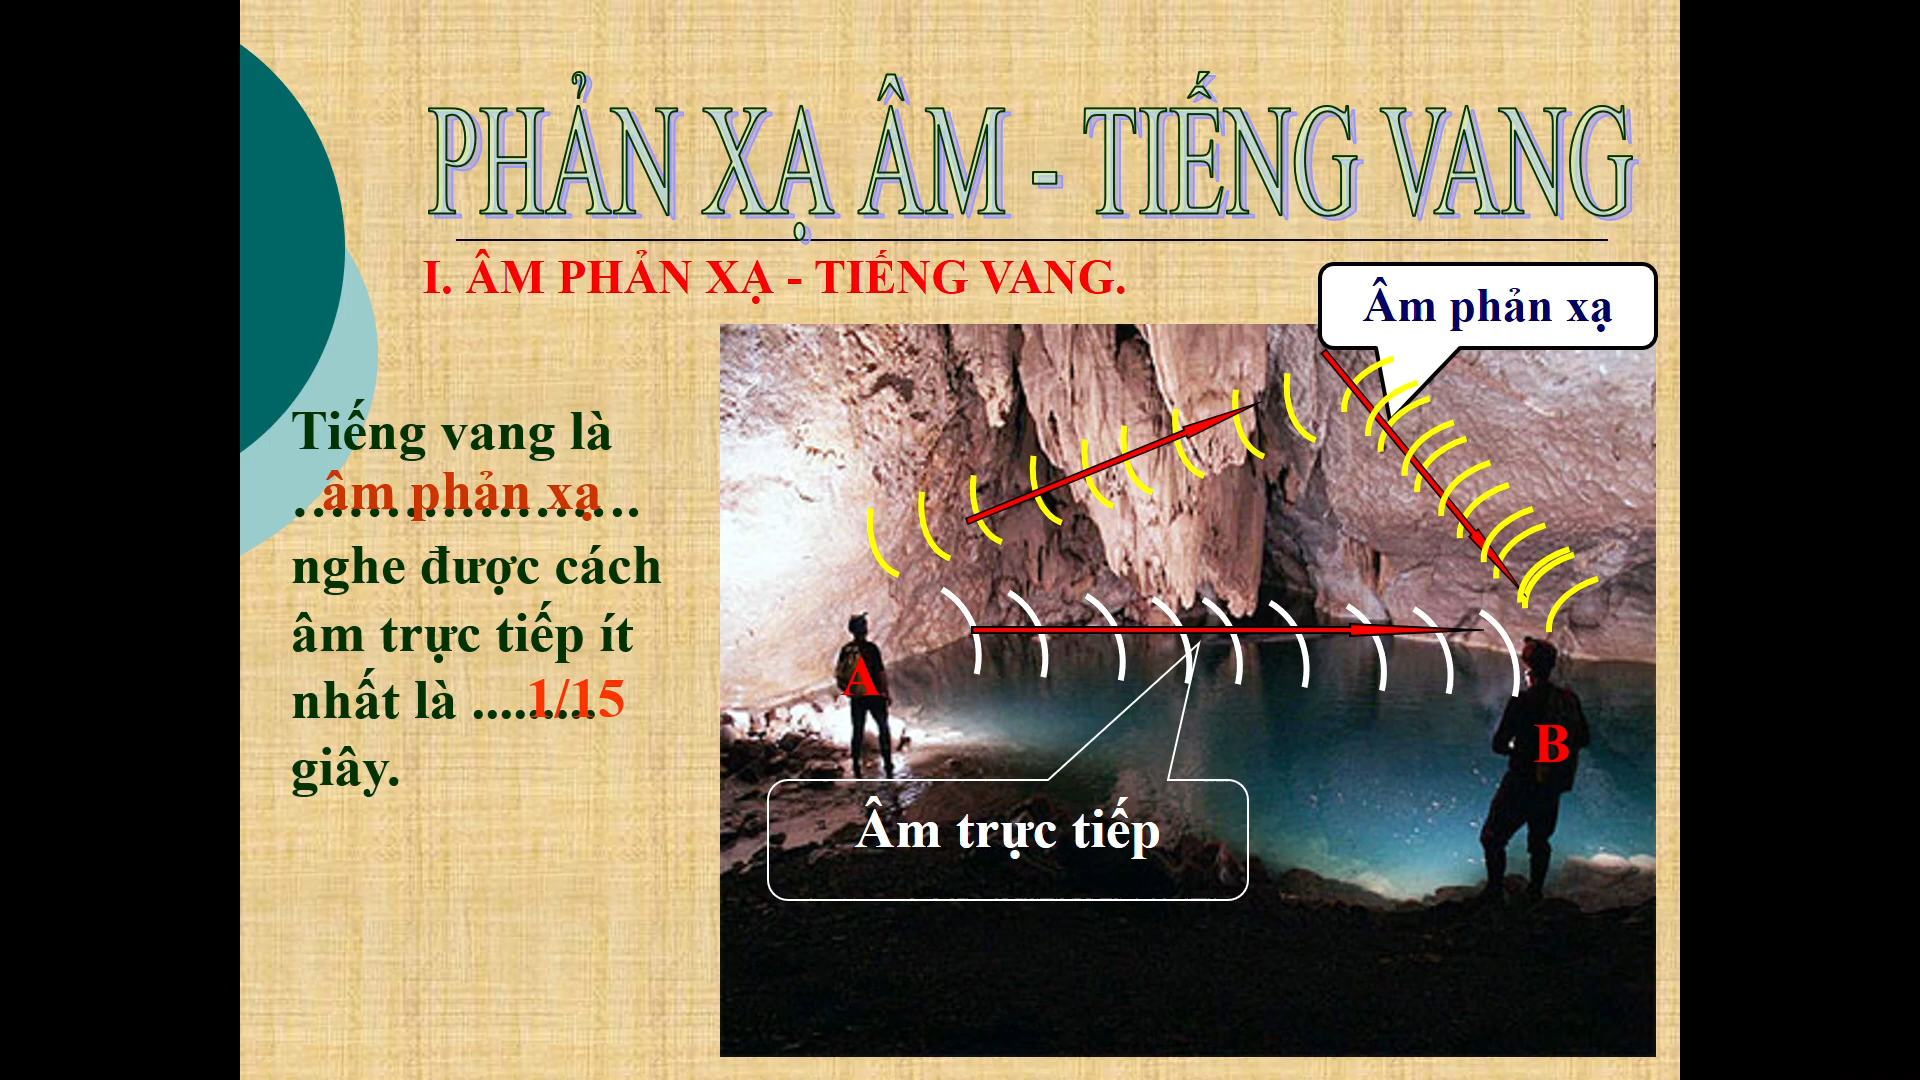 PHẢN XẠ ÂM - TIẾNG VANG
I. ÂM PHẢN XẠ - TIẾNG VANG.
Âm phản xạ
Tiếng vang là
âm phản xạ
.....................
nghe được cách
âm trực tiếp ít
nhất là ......... 1/15
giây.
A
B
Âm trực tiếp